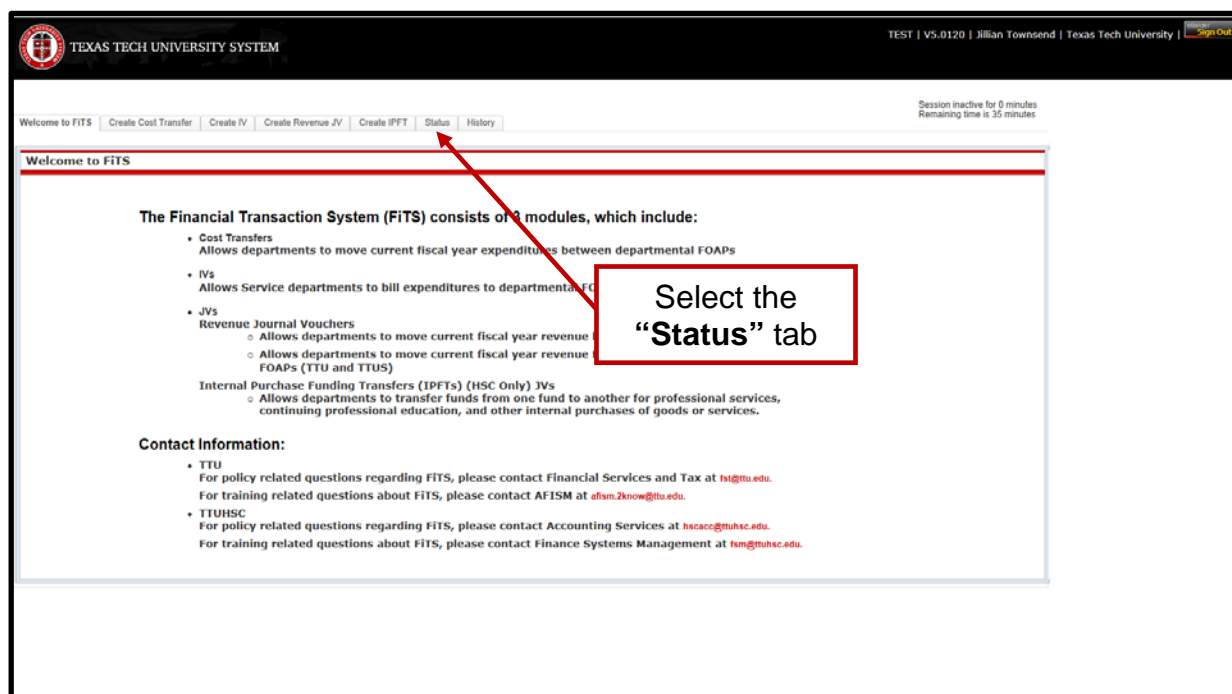 TEXAS TECH UNIVERSITY SYSTEM
TEST | V5.0120 | Jillian Townsend | Texas Tech University | Sign Out
Session inactive for 0 minutes
Remaining time is 35 minutes
Welcome to FiTS | Create Cost Transfer | Create IV | Create Revenue JV | Create IPFT | Status | History
Welcome to FiTS
The Financial Transaction System (FiTS) consists of 3 modules, which include:
• Cost Transfers
Allows departments to move current fiscal year expenditures between departmental FOAPs
• IVs
Allows Service departments to bill expenditures to departmental
• JVs
Revenue Journal Vouchers
○ Allows departments to move current fiscal year revenue
○ Allows departments to move current fiscal year revenue
FOAPs (TTU and TTUS)
Internal Purchase Funding Transfers (IPFTs) (HSC Only) JVs
○ Allows departments to transfer funds from one fund to another for professional services,
continuing professional education, and other internal purchases of goods or services.
Select the
“Status” tab
Contact Information:
• TTU
For policy related questions regarding FiTS, please contact Financial Services and Tax at fst@ttu.edu.
For training related questions about FiTS, please contact AFISM at afism.2know@ttu.edu.
• TTUHSC
For policy related questions regarding FiTS, please contact Accounting Services at hscacc@ttuhsc.edu.
For training related questions about FiTS, please contact Finance Systems Management at fsm@ttuhsc.edu.